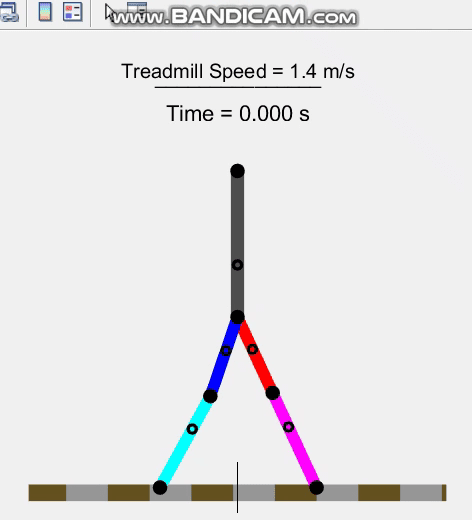 www.BANDICAM.com
Treadmill Speed = 1.4 m/s
Time = 0.000 s